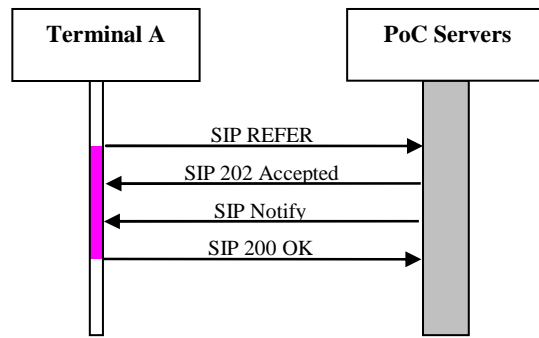 Terminal A
PoC Servers
SIP REFER
SIP 202 Accepted
SIP Notify
SIP 200 OK